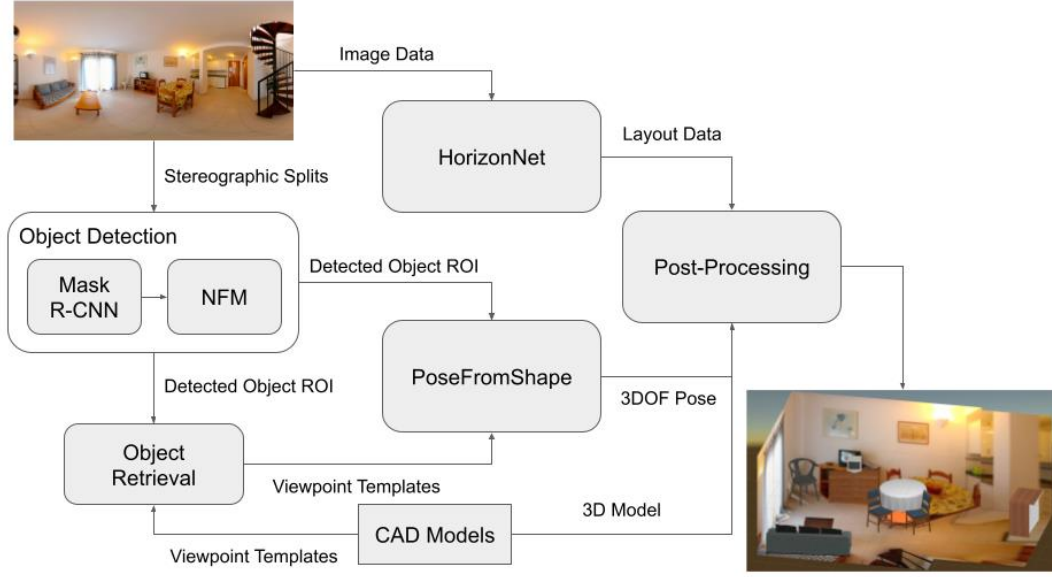 Image Data
HorizonNet
Layout Data
Stereographic Splits
Object Detection
Mask
R-CNN
NFM
Detected Object ROI
Post-Processing
PoseFromShape
Detected Object ROI
3DOF Pose
Object
Retrieval
Viewpoint Templates
CAD Models
3D Model
Viewpoint Templates